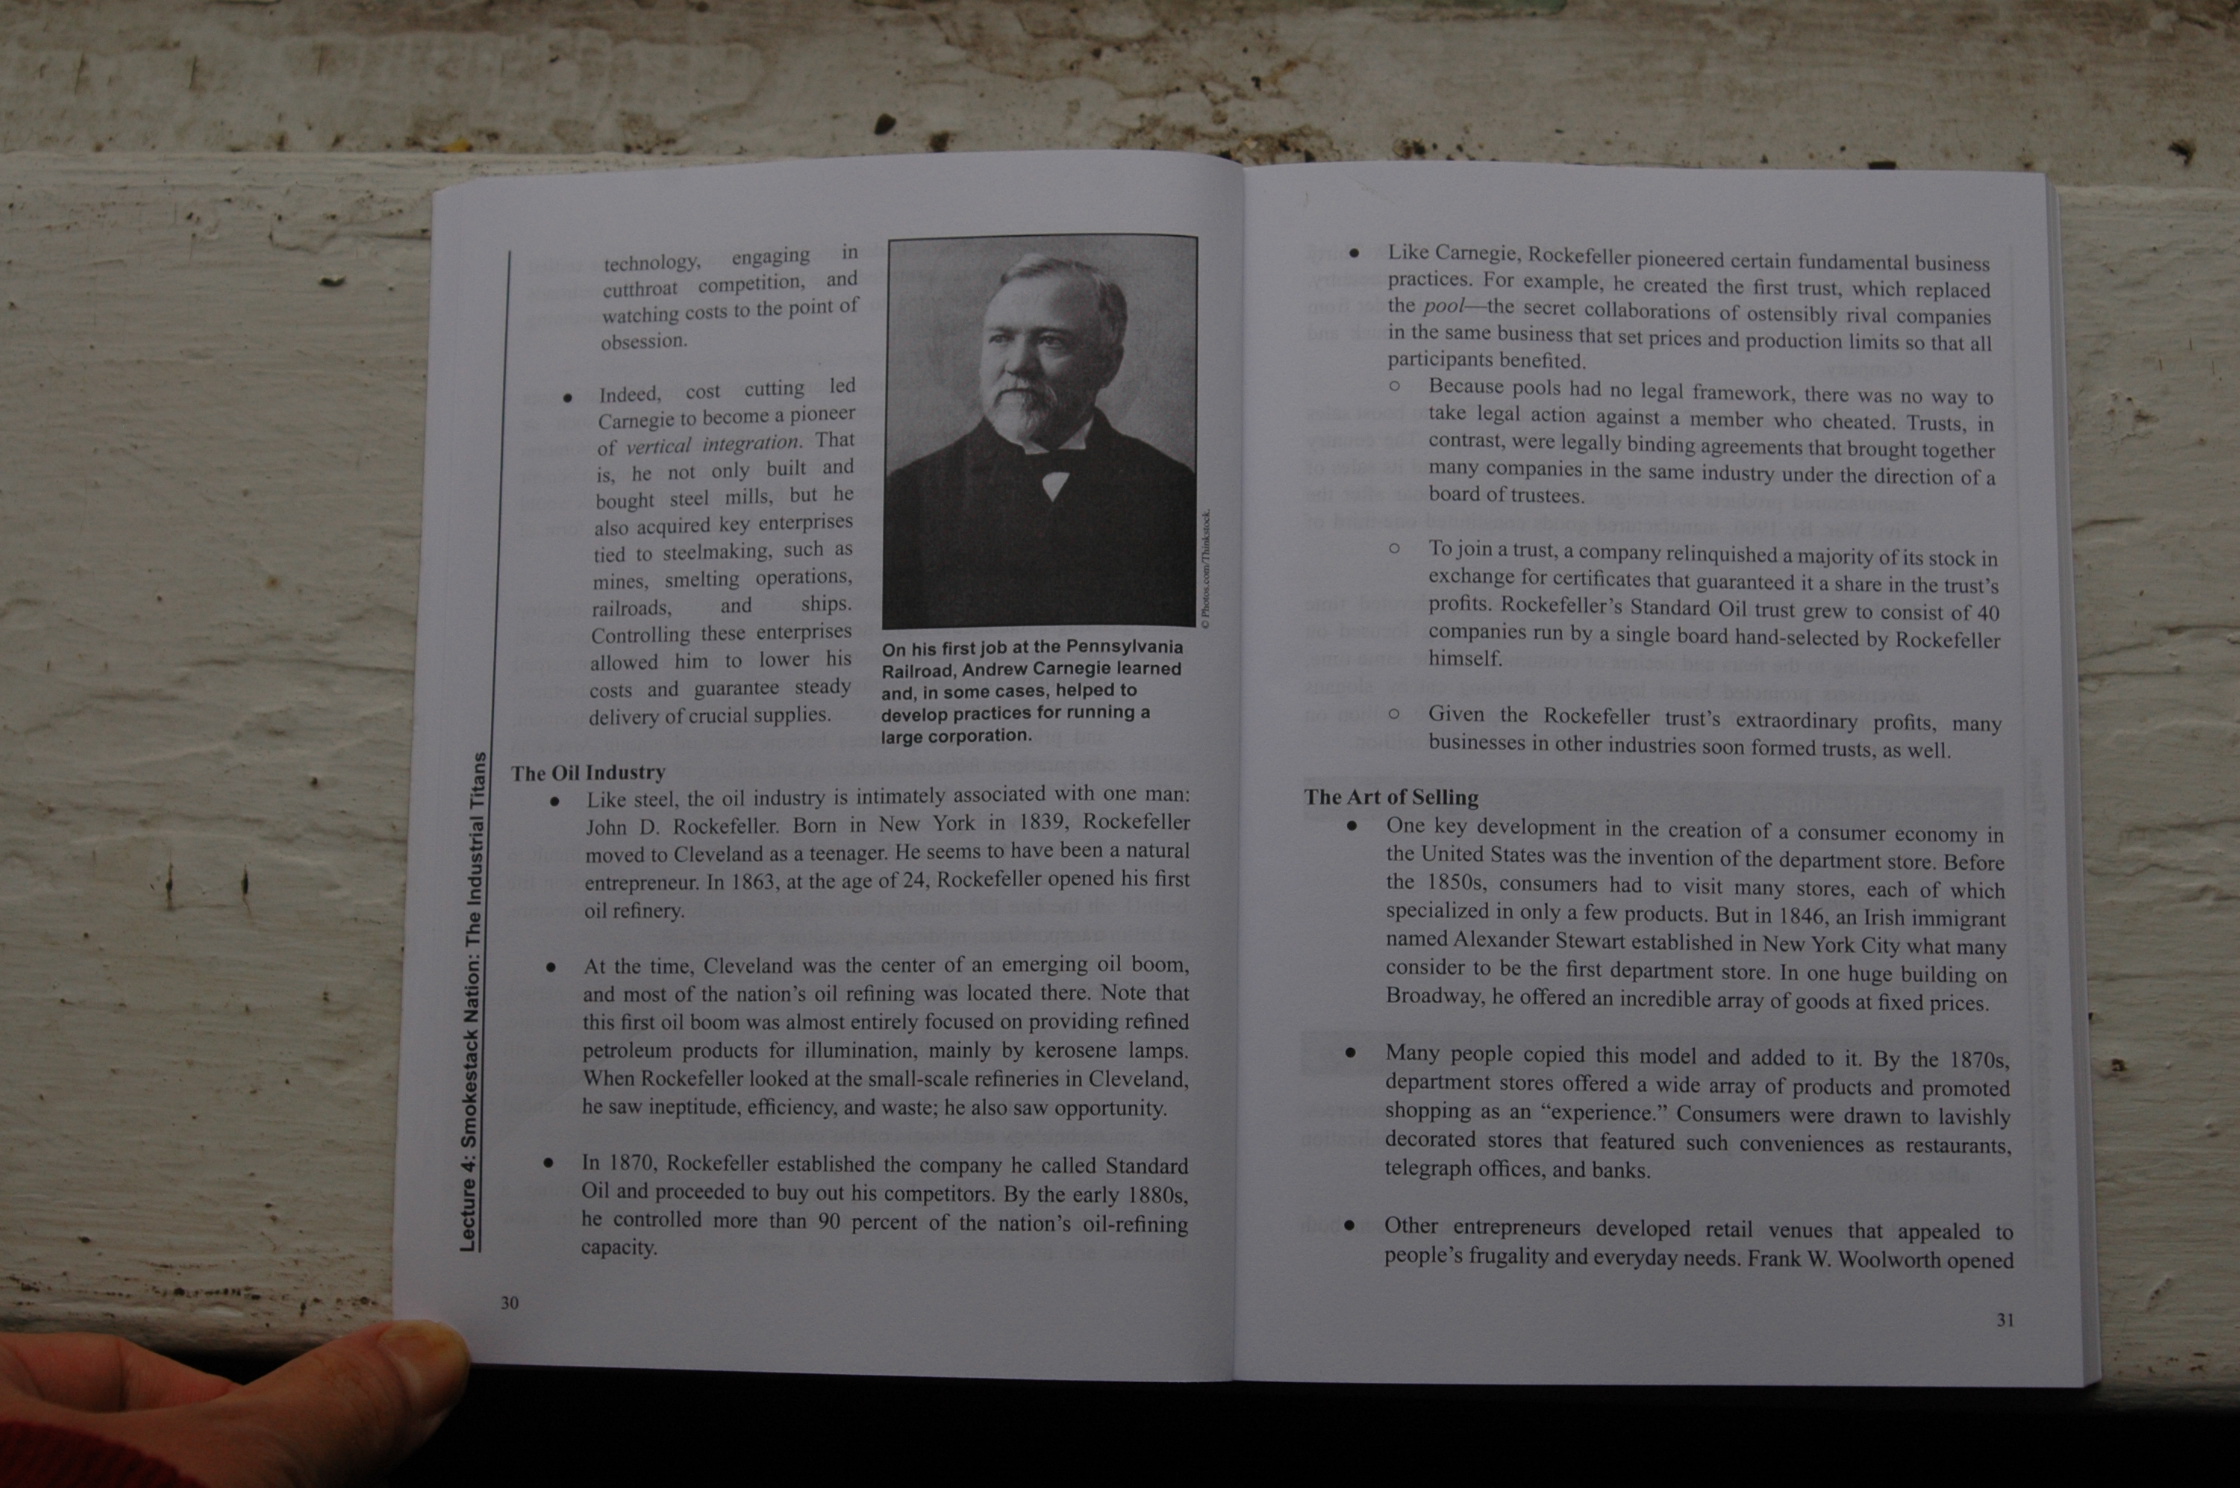 technology, engaging in
cutthroat competition, and
watching costs to the point of
obsession.
• Indeed, cost cutting led
Carnegie to become a pioneer
of vertical integration. That
is, he not only built and
bought steel mills, but he
also acquired key enterprises
tied to steelmaking, such as
mines, smelting operations,
railroads, and ships.
Controlling these enterprises
allowed him to lower his
costs and guarantee steady
delivery of crucial supplies.
© Photos.com/Thinkstock.
On his first job at the Pennsylvania
Railroad, Andrew Carnegie learned
and, in some cases, helped to
develop practices for running a
large corporation.
The Oil Industry
• Like steel, the oil industry is intimately associated with one man:
John D. Rockefeller. Born in New York in 1839, Rockefeller
moved to Cleveland as a teenager. He seems to have been a natural
entrepreneur. In 1863, at the age of 24, Rockefeller opened his first
oil refinery.
• At the time, Cleveland was the center of an emerging oil boom,
and most of the nation's oil refining was located there. Note that
this first oil boom was almost entirely focused on providing refined
petroleum products for illumination, mainly by kerosene lamps.
When Rockefeller looked at the small-scale refineries in Cleveland,
he saw ineptitude, efficiency, and waste; he also saw opportunity.
• In 1870, Rockefeller established the company he called Standard
Oil and proceeded to buy out his competitors. By the early 1880s,
he controlled more than 90 percent of the nation's oil-refining
capacity.
Lecture 4: Smokestack Nation: The Industrial Titans
30
• Like Carnegie, Rockefeller pioneered certain fundamental business
practices. For example, he created the first trust, which replaced
the pool—the secret collaborations of ostensibly rival companies
in the same business that set prices and production limits so that all
participants benefited.
○ Because pools had no legal framework, there was no way to
take legal action against a member who cheated. Trusts, in
contrast, were legally binding agreements that brought together
many companies in the same industry under the direction of a
board of trustees.
○ To join a trust, a company relinquished a majority of its stock in
exchange for certificates that guaranteed it a share in the trust's
profits. Rockefeller's Standard Oil trust grew to consist of 40
companies run by a single board hand-selected by Rockefeller
himself.
○ Given the Rockefeller trust's extraordinary profits, many
businesses in other industries soon formed trusts, as well.
The Art of Selling
• One key development in the creation of a consumer economy in
the United States was the invention of the department store. Before
the 1850s, consumers had to visit many stores, each of which
specialized in only a few products. But in 1846, an Irish immigrant
named Alexander Stewart established in New York City what many
consider to be the first department store. In one huge building on
Broadway, he offered an incredible array of goods at fixed prices.
• Many people copied this model and added to it. By the 1870s,
department stores offered a wide array of products and promoted
shopping as an “experience.” Consumers were drawn to lavishly
decorated stores that featured such conveniences as restaurants,
telegraph offices, and banks.
• Other entrepreneurs developed retail venues that appealed to
people's frugality and everyday needs. Frank W. Woolworth opened
31